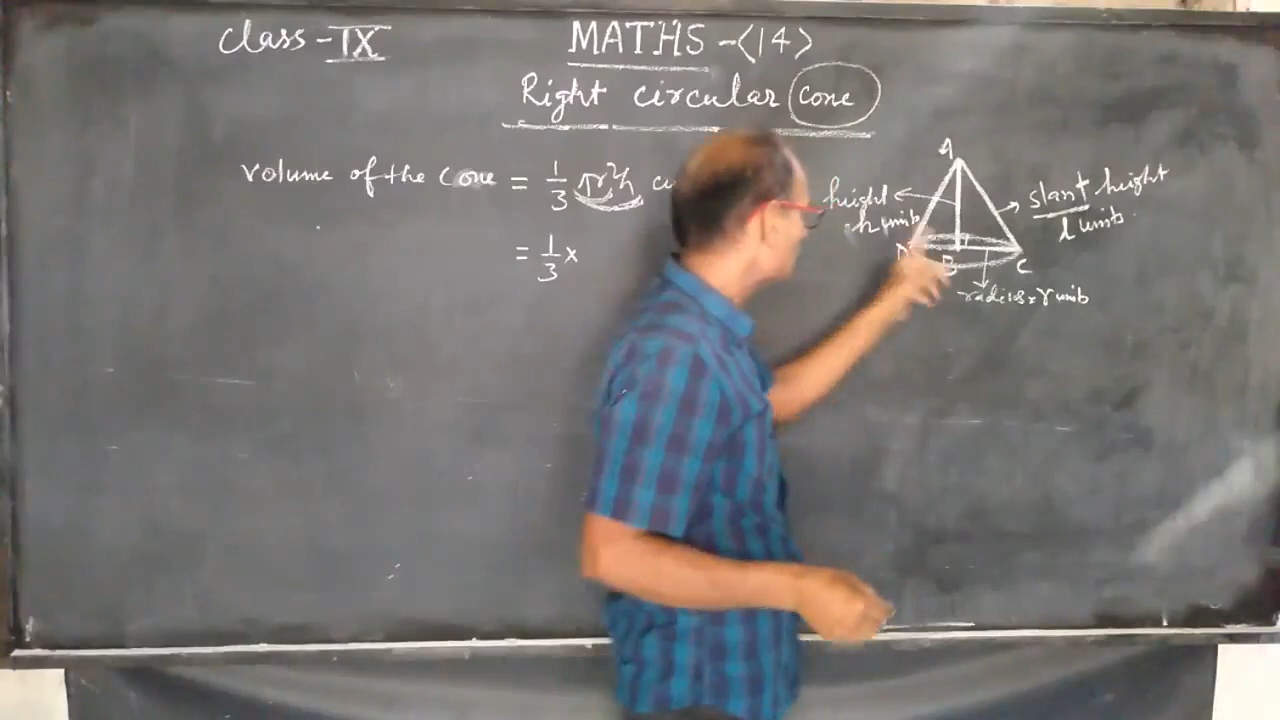 class - IX
MATHS - <14>
Right circular cone
volume of the cone = 1/3 πr²h cu
= 1/3 x
A
height
h units
slant height
l units
D
B
C
radius = r units